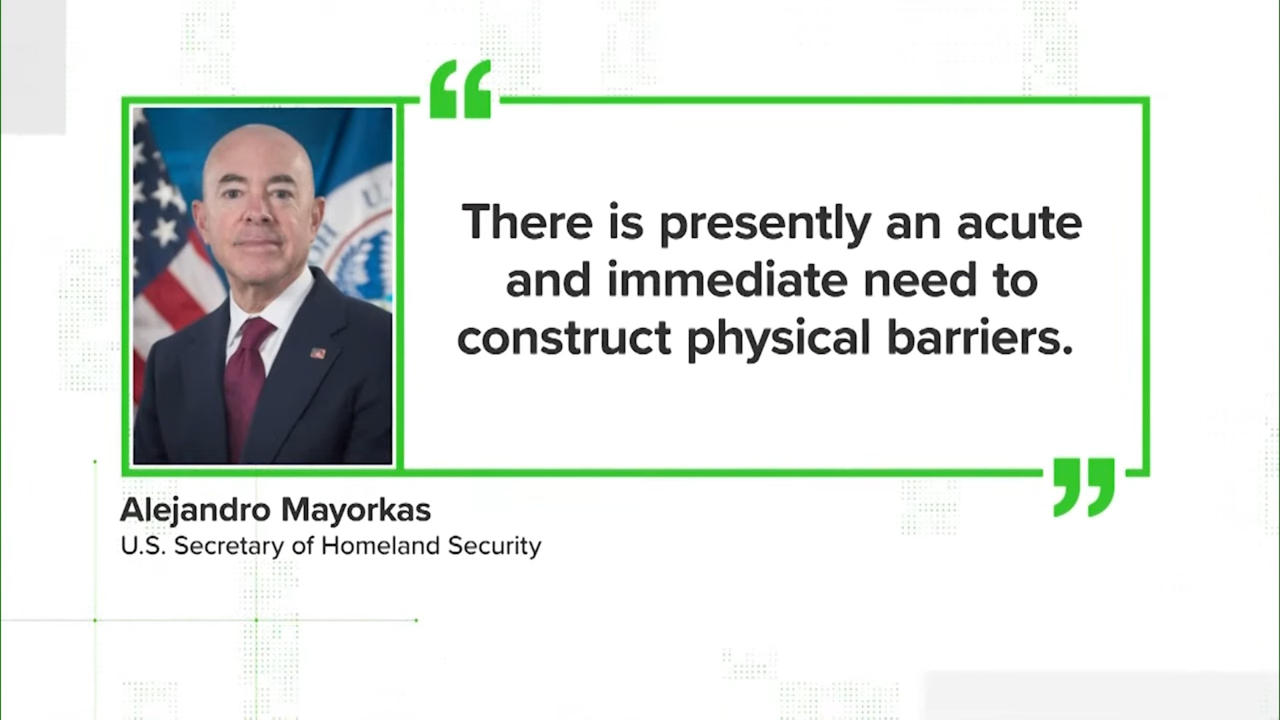 “
There is presently an acute
and immediate need to
construct physical barriers.
”
Alejandro Mayorkas
U.S. Secretary of Homeland Security